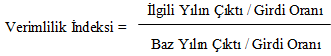 İlgili Yılın Çıktı / Girdi Oranı
Verimlilik İndeksi =
Baz Yılın Çıktı / Girdi Oranı